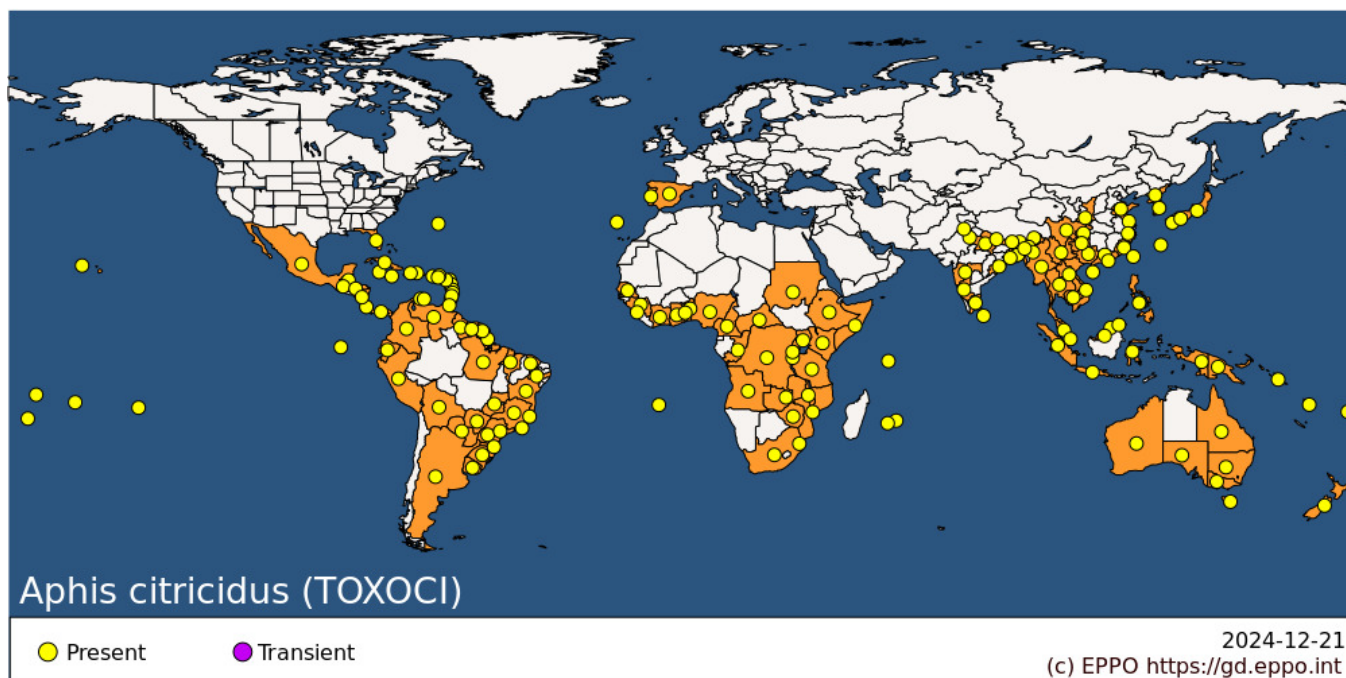 Aphis citricidus (TOXOCI)
Present
Transient
2024-12-21
(c) EPPO https://gd.eppo.int